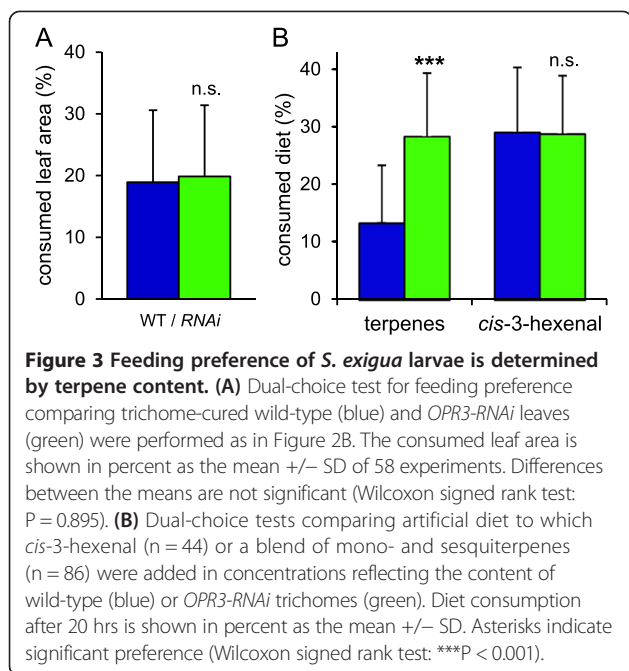 A
B
40
30
20
10
0
consumed leaf area (%)
n.s.
WT / RNAi
40
30
20
10
0
consumed diet (%)
***
n.s.
terpenes
cis-3-hexenal
Figure 3 Feeding preference of S. exigua larvae is determined
by terpene content. (A) Dual-choice test for feeding preference
comparing trichome-cured wild-type (blue) and OPR3-RNAi leaves
(green) were performed as in Figure 2B. The consumed leaf area is
shown in percent as the mean +/− SD of 58 experiments. Differences
between the means are not significant (Wilcoxon signed rank test:
P = 0.895). (B) Dual-choice tests comparing artificial diet to which
cis-3-hexenal (n = 44) or a blend of mono- and sesquiterpenes
(n = 86) were added in concentrations reflecting the content of
wild-type (blue) or OPR3-RNAi trichomes (green). Diet consumption
after 20 hrs is shown in percent as the mean +/− SD. Asterisks indicate
significant preference (Wilcoxon signed rank test: ***P < 0.001).